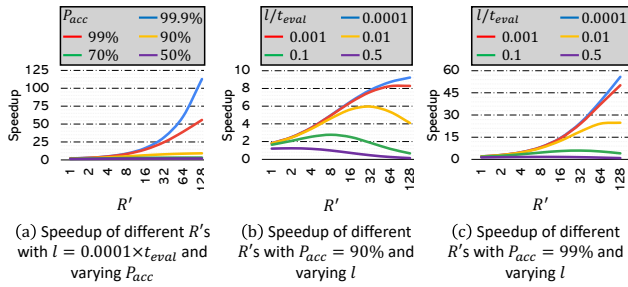 P_acc 99.9%
99% 90%
70% 50%
Speedup
125
100
75
50
25
0
1 2 4 8 16 32 64 128
R'
(a) Speedup of different R's
with l = 0.0001×t_eval and
varying P_acc
l/t_eval 0.0001
0.001 0.01
0.1 0.5
Speedup
10
8
6
4
2
0
1 2 4 8 16 32 64 128
R'
(b) Speedup of different
R's with P_acc = 90% and
varying l
l/t_eval 0.0001
0.001 0.01
0.1 0.5
Speedup
60
45
30
15
0
1 2 4 8 16 32 64 128
R'
(c) Speedup of different
R's with P_acc = 99% and
varying l